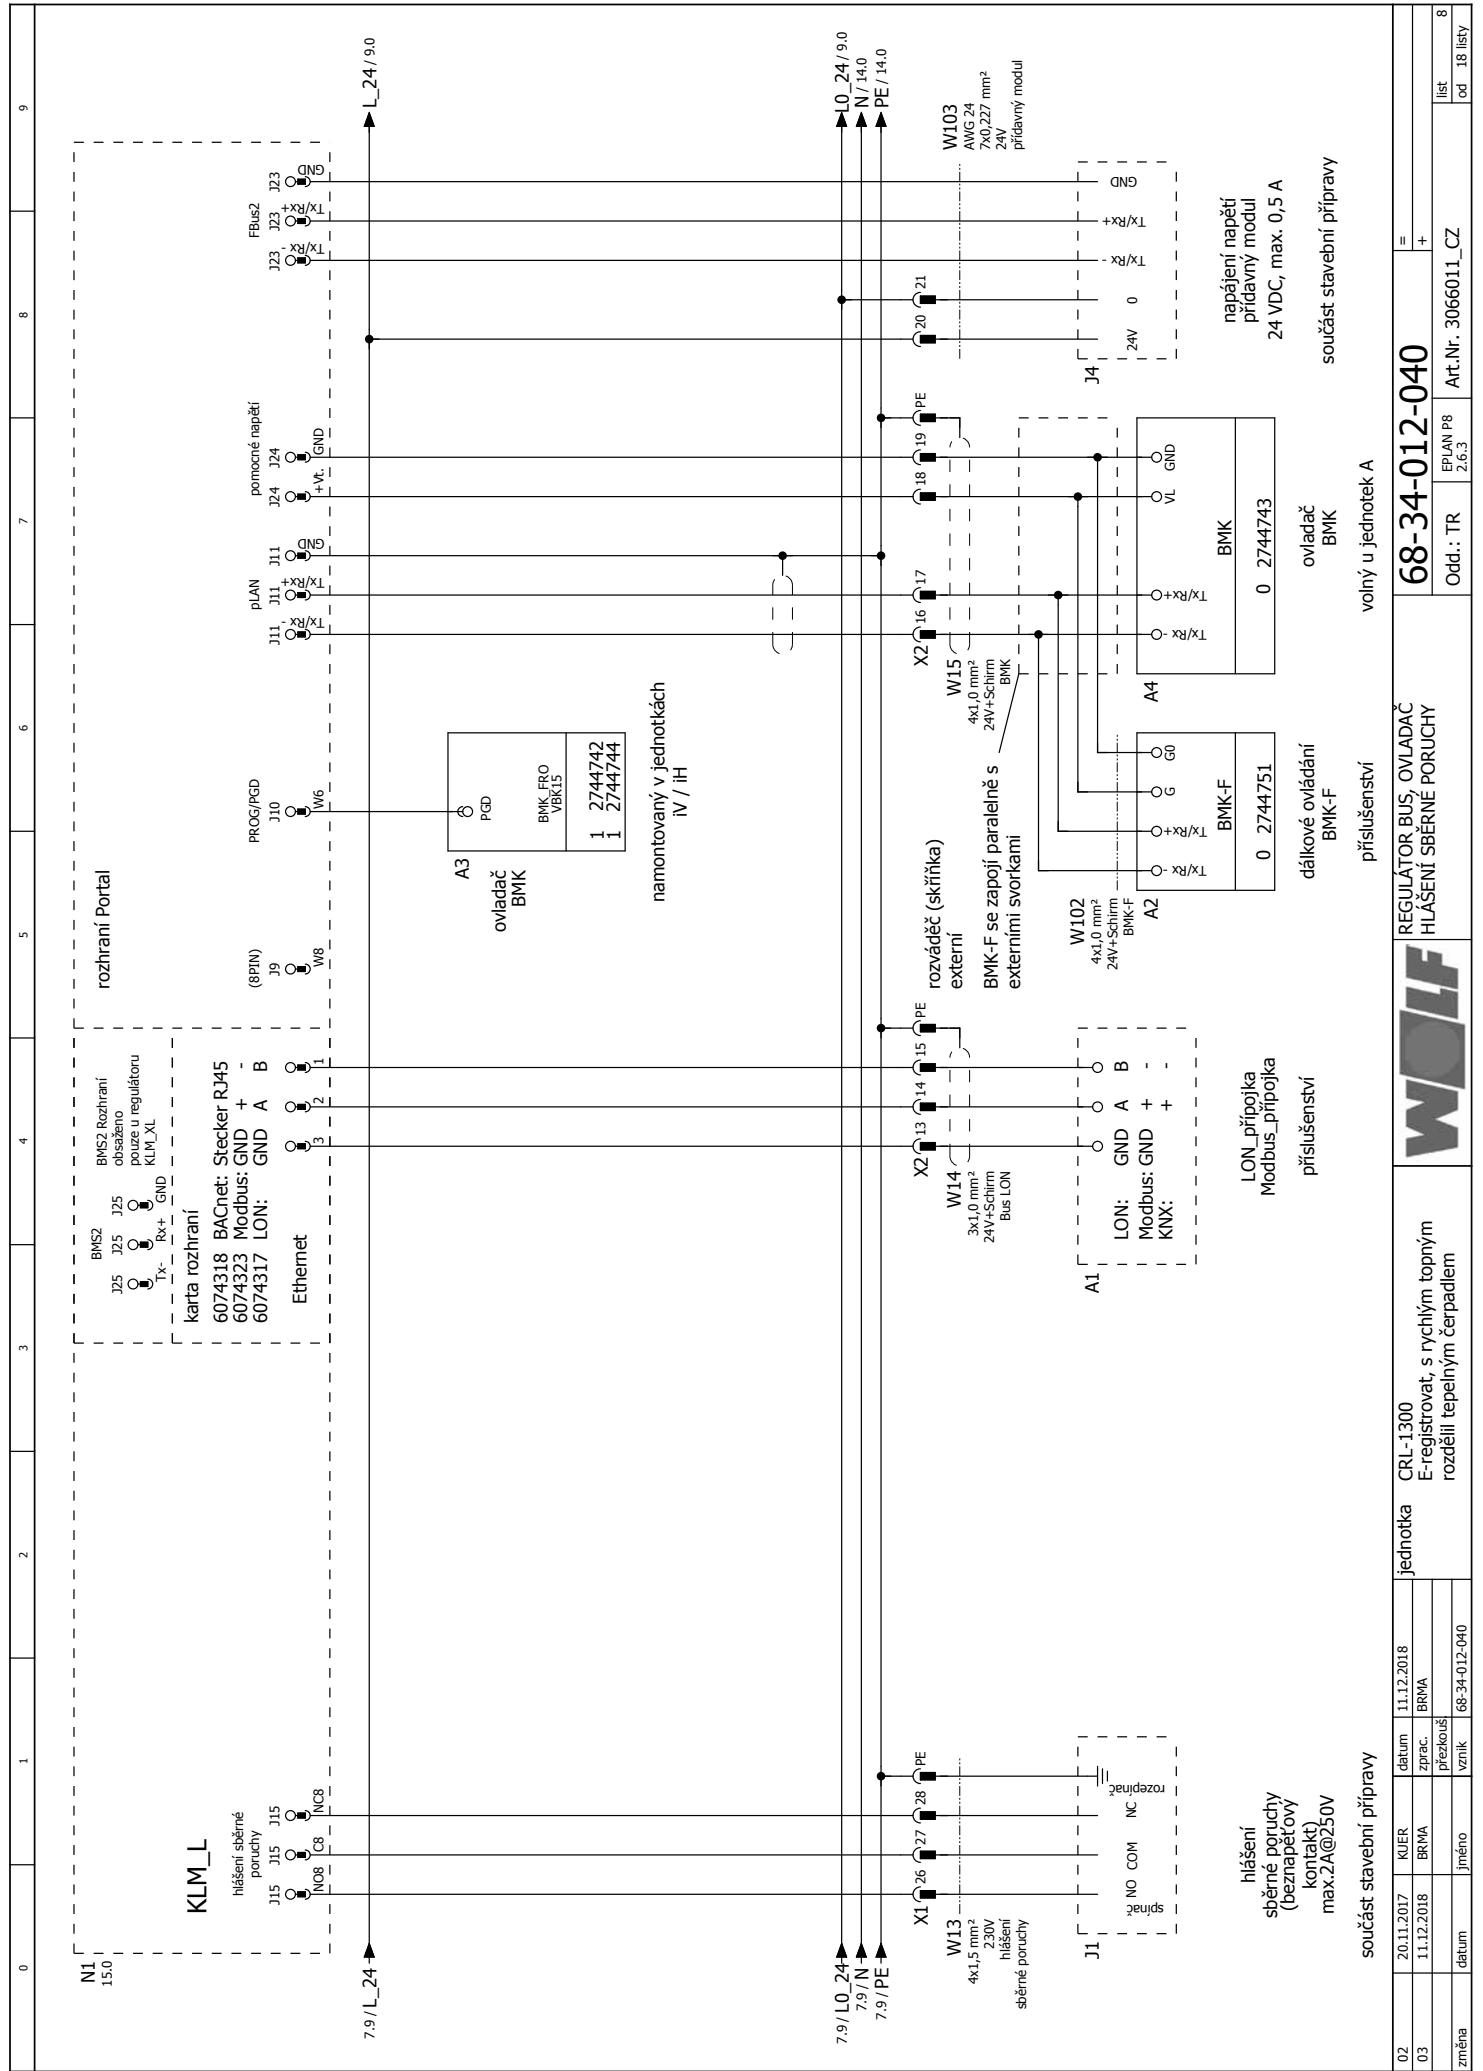 0 1 2 3 4 5 6 7 8 9
N1
15.0
KLM_L
hlášení sběrné
poruchy
J15 J15 J15
NO8 C8 NC8
BMS2
J25 J25 J25
Tx- Rx+ GND
BMS2 Rozhraní
obsaženo
pouze u regulátoru
KLM_XL
karta rozhraní
6074318 BACnet: Stecker RJ45
6074323 Modbus: GND + -
6074317 LON: GND A B
Ethernet
3 2 1
rozhraní Portal
(8PIN)
J9
W8
PROG/PGD
J10
W6
pLAN
J11 J11 J11
Tx/Rx - Tx/Rx+ GND
pomocné napětí
J24 J24
+Vt. GND
FBus2
J23 J23 J23
Tx/Rx - Tx/Rx+ GND
7.9 / L_24
L_24 / 9.0
A3
PGD
BMK_FRO
VBK15
1 2744742
1 2744744
ovladač
BMK
namontovaný v jednotkách
iV / iH
7.9 / L0_24
7.9 / N
7.9 / PE
L0_24 / 9.0
N / 14.0
PE / 14.0
X1 26 27 28 PE
W13
4x1,5 mm²
230V
hlášení
sběrné poruchy
J1
NO COM NC
spínač
rozepínač
hlášení
sběrné poruchy
(beznapěťový
kontakt)
max.2A@250V
součást stavební přípravy
X2 13 14 15 PE
W14
3x1,0 mm²
24V+Schirm
Bus LON
A1
LON: GND A B
Modbus: GND + -
KNX: + -
LON_přípojka
Modbus_přípojka
příslušenství
rozváděč (skříňka)
externí
BMK-F se zapojí paralelně s
externími svorkami
W102
4x1,0 mm²
24V+Schirm
BMK-F
A2
Tx/Rx - Tx/Rx+ G G0
BMK-F
0 2744751
dálkové ovládání
BMK-F
příslušenství
X2 16 17 18 19 PE
W15
4x1,0 mm²
24V+Schirm
BMK
A4
Tx/Rx - Tx/Rx+ VL GND
BMK
0 2744743
ovladač
BMK
volný u jednotek A
20 21
W103
AWG 24
7x0,227 mm²
24V
přídavný modul
J4
24V 0 Tx/Rx - Tx/Rx+ GND
napájení napětí
přídavný modul
24 VDC, max. 0,5 A
součást stavební přípravy
02 20.11.2017 KUER datum 11.12.2018
03 11.12.2018 BRMA zprac. BRMA
přezkouš.
změna datum jméno vznik 68-34-012-040
jednotka CRL-1300
E-registrovat, s rychlým topným
rozdělil tepelným čerpadlem
WOLF
REGULÁTOR BUS, OVLADAČ
HLÁŠENÍ SBĚRNÉ PORUCHY
68-34-012-040
=
+
Odd.: TR
EPLAN P8
2.6.3
Art.Nr. 3066011_CZ
list 8
od 18 listy